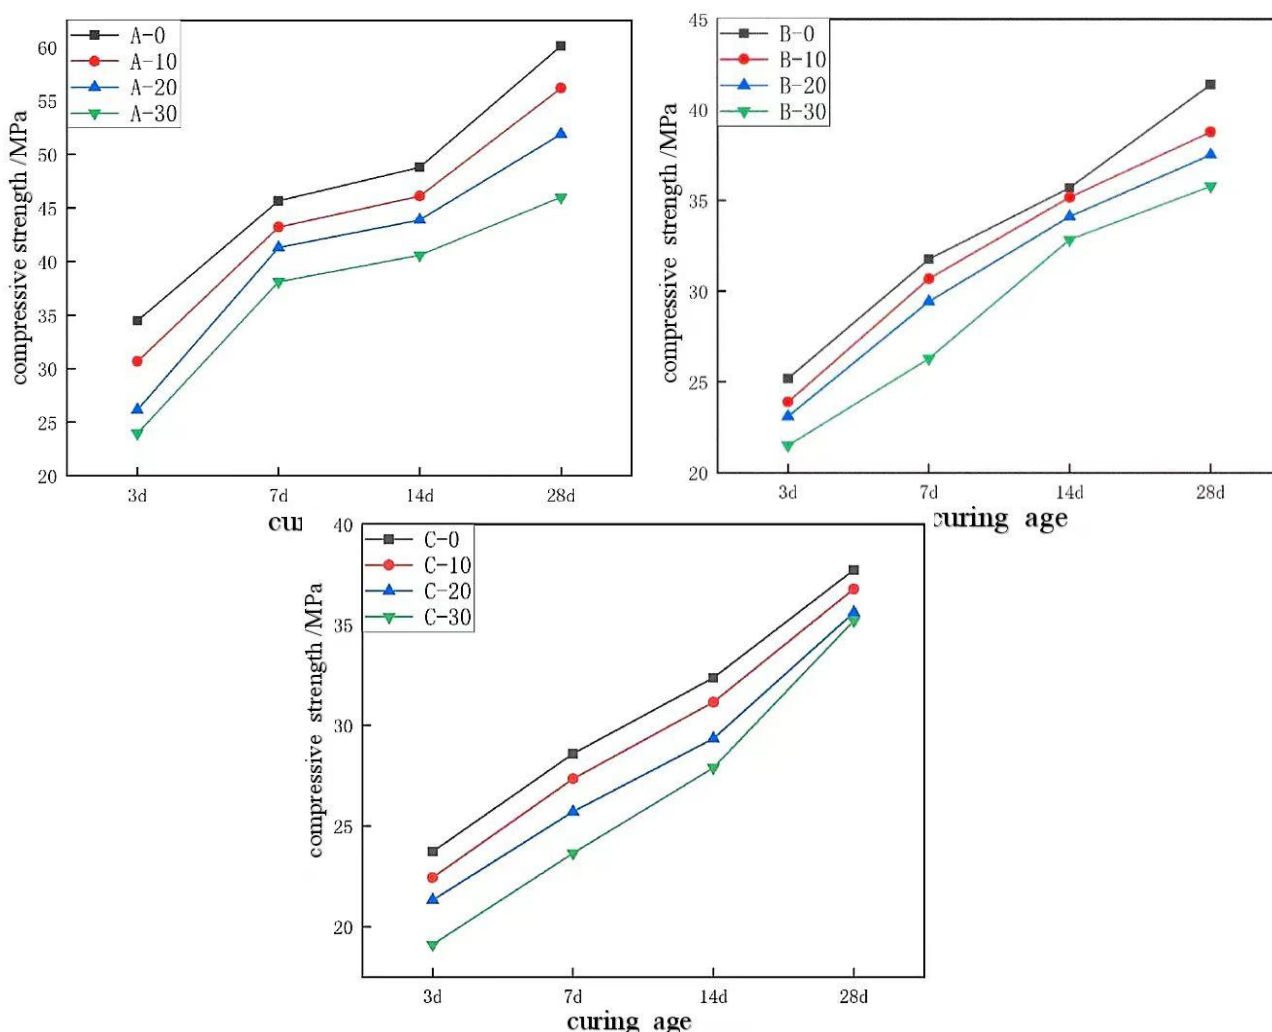 A-0
A-10
A-20
A-30
compressive strength /MPa
60
55
50
45
40
35
30
25
20
3d 7d 14d 28d
B-0
B-10
B-20
B-30
compressive strength /MPa
45
40
35
30
25
20
3d 7d 14d 28d
curing age
C-0
C-10
C-20
C-30
compressive strength /MPa
40
35
30
25
20
3d 7d 14d 28d
curing age